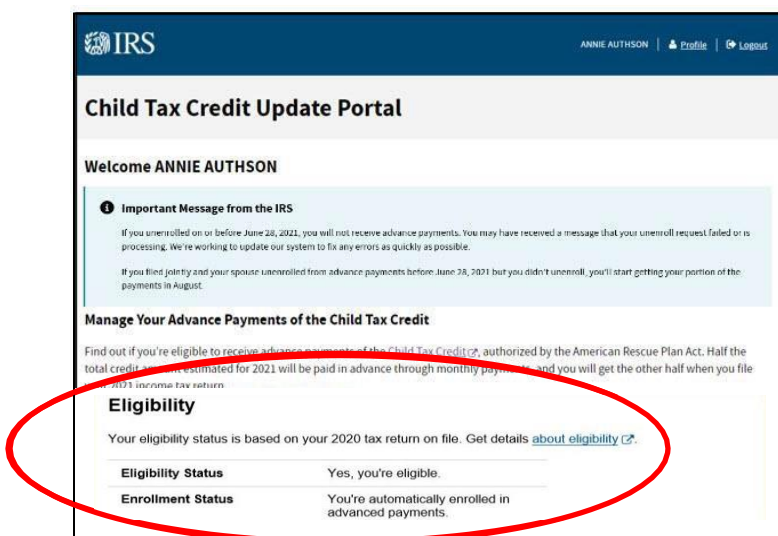 IRS
ANNIE AUTHSON | Profile | Logout
Child Tax Credit Update Portal
Welcome ANNIE AUTHSON
Important Message from the IRS
If you unenrolled on or before June 28, 2021, you will not receive advance payments. You may have received a message that your unenroll request failed or is
processing. We're working to update our system to fix any errors as quickly as possible.
If you filed jointly and your spouse unenrolled from advance payments before June 28, 2021 but you didn't unenroll, you'll start getting your portion of the
payments in August.
Manage Your Advance Payments of the Child Tax Credit
Find out if you're eligible to receive advance payments of the Child Tax Credit, authorized by the American Rescue Plan Act. Half the
total credit amount estimated for 2021 will be paid in advance through monthly payments, and you will get the other half when you file
your 2021 income tax return.
Eligibility
Your eligibility status is based on your 2020 tax return on file. Get details about eligibility.
Eligibility Status Yes, you're eligible.
Enrollment Status You're automatically enrolled in
advanced payments.